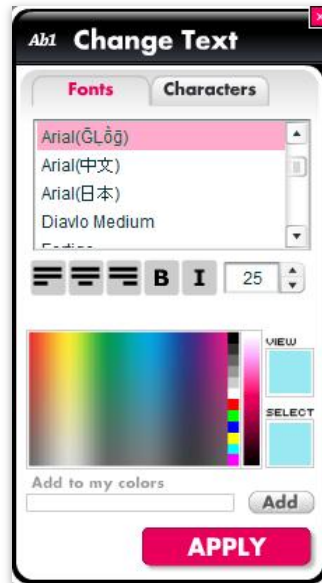 Ab1 Change Text
Fonts Characters
Arial(ḠĻȭğ)
Arial(中文)
Arial(日本)
Diavlo Medium
B I 25
VIEW
SELECT
Add to my colors
Add
APPLY